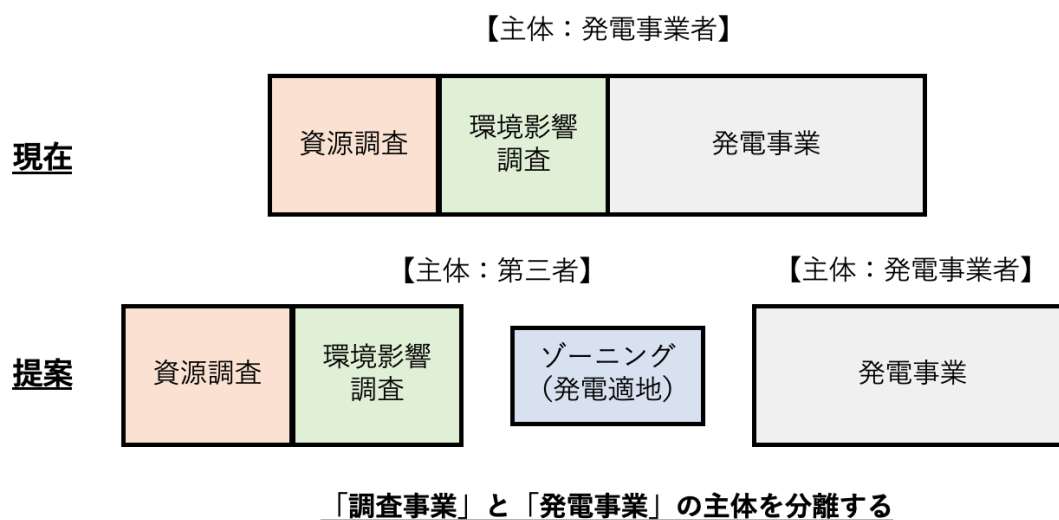 【主体：発電事業者】
現在
資源調査
環境影響
調査
発電事業
【主体：第三者】
【主体：発電事業者】
提案
資源調査
環境影響
調査
ゾーニング
（発電適地）
発電事業
「調査事業」と「発電事業」の主体を分離する